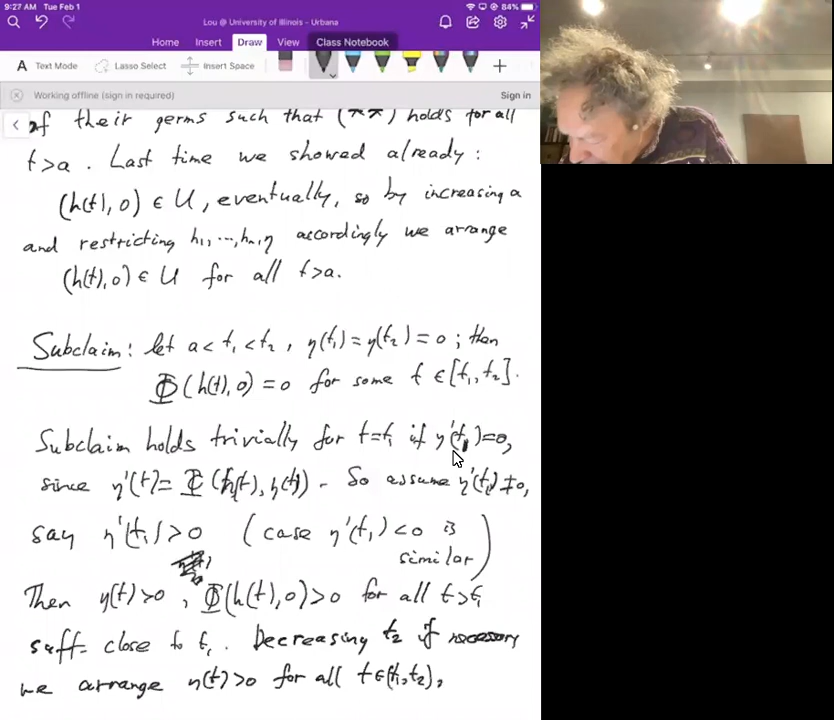 9:27 AM Tue Feb 1
84%
Lou @ University of Illinois - Urbana
Home Insert Draw View Class Notebook
A Text Mode Lasso Select Insert Space
Working offline (sign in required) Sign in
of their germs such that (**) holds for all
t>a. Last time we showed already:
(h(t), 0) ∈ U, eventually, so by increasing a
and restricting h₁,…,hₙ,η accordingly we arrange
(h(t), 0) ∈ U for all t>a.
Subclaim: let a < t₁ < t₂, η(t₁) = η(t₂) = 0; then
Φ(h(t), 0) = 0 for some t ∈ [t₁, t₂].
Subclaim holds trivially for t=t₁ if η'(t₁)=0,
since η'(t) = Φ(h(t), η(t)). So assume η'(t₁) ≠ 0,
say η'(t₁) > 0 (case η'(t₁) < 0 is
similar)
Then η(t) > 0, Φ(h(t), 0) > 0 for all t > t₁
suff. close to t₁. Decreasing t₂ if necessary
we arrange η(t) > 0 for all t ∈ (t₁, t₂),